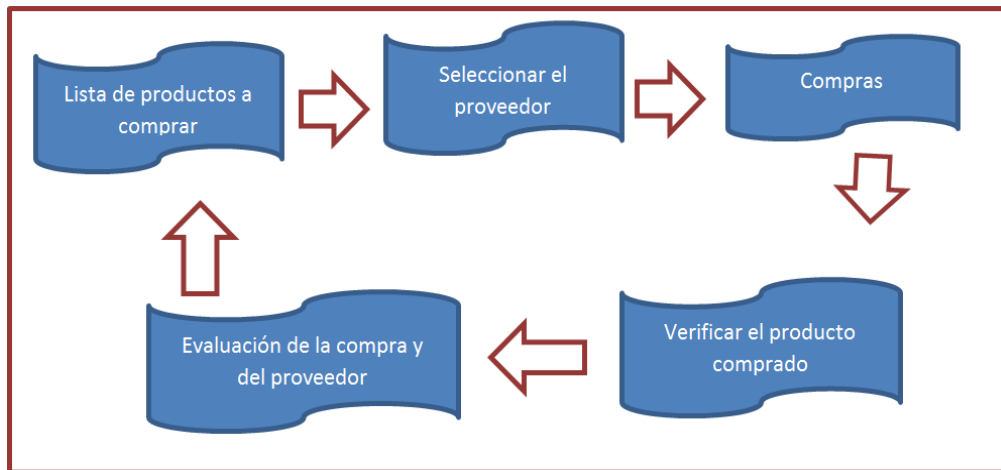 Lista de productos a
comprar
Seleccionar el
proveedor
Compras
Verificar el producto
comprado
Evaluación de la compra y
del proveedor